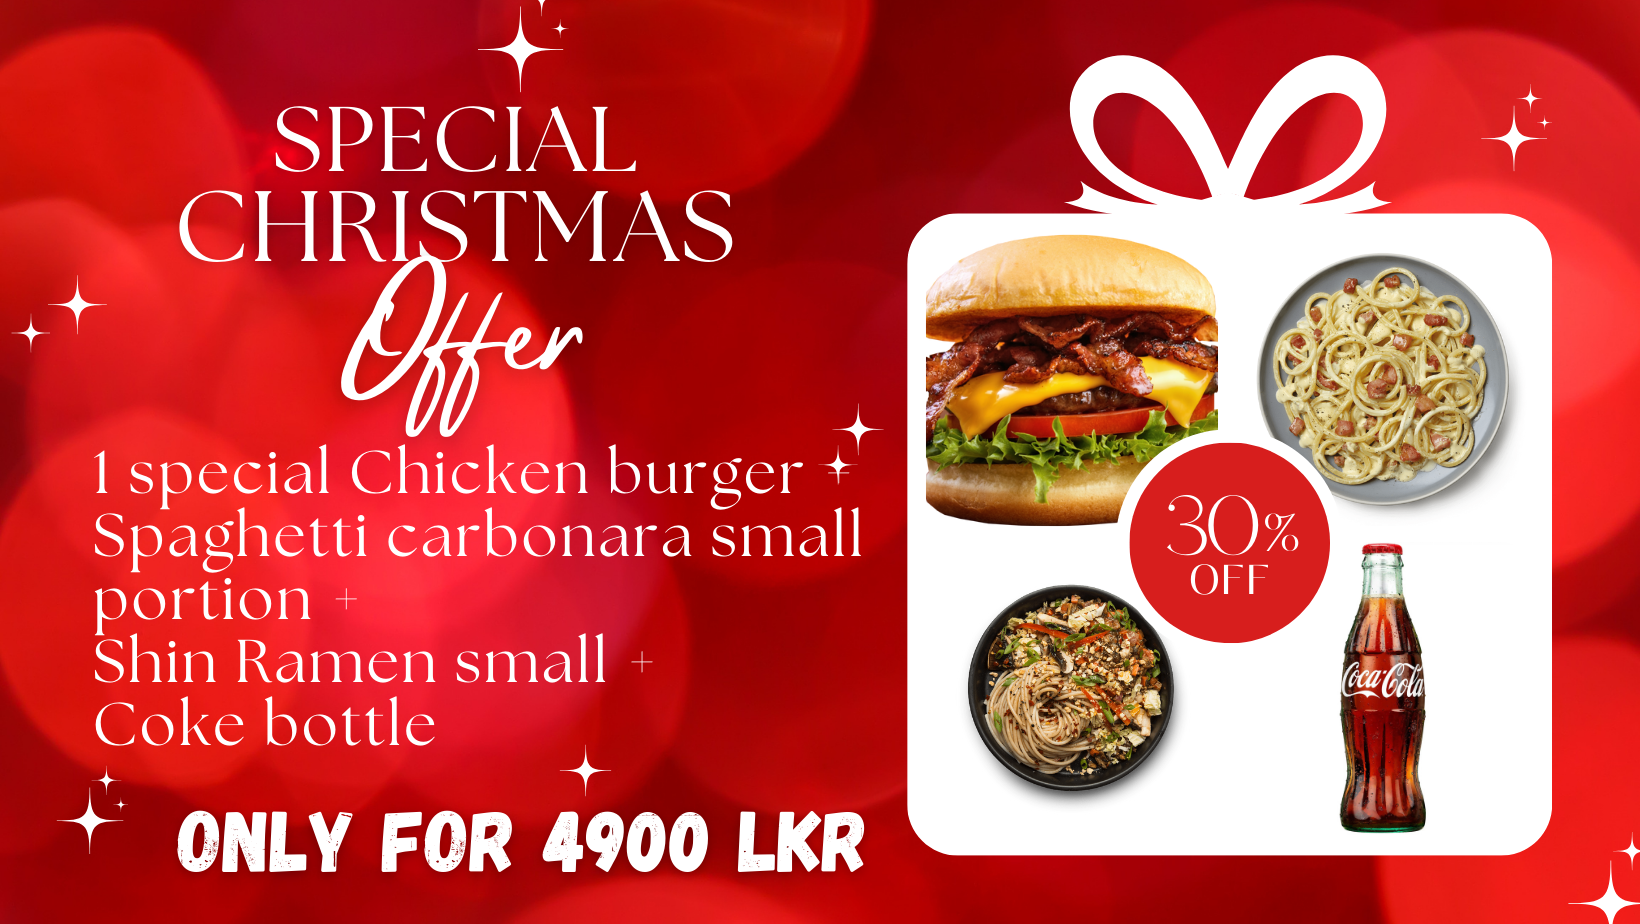 SPECIAL
CHRISTMAS
Offer
1 special Chicken burger +
Spaghetti carbonara small
portion +
Shin Ramen small +
Coke bottle
ONLY FOR 4900 LKR
30%
OFF
Coca-Cola